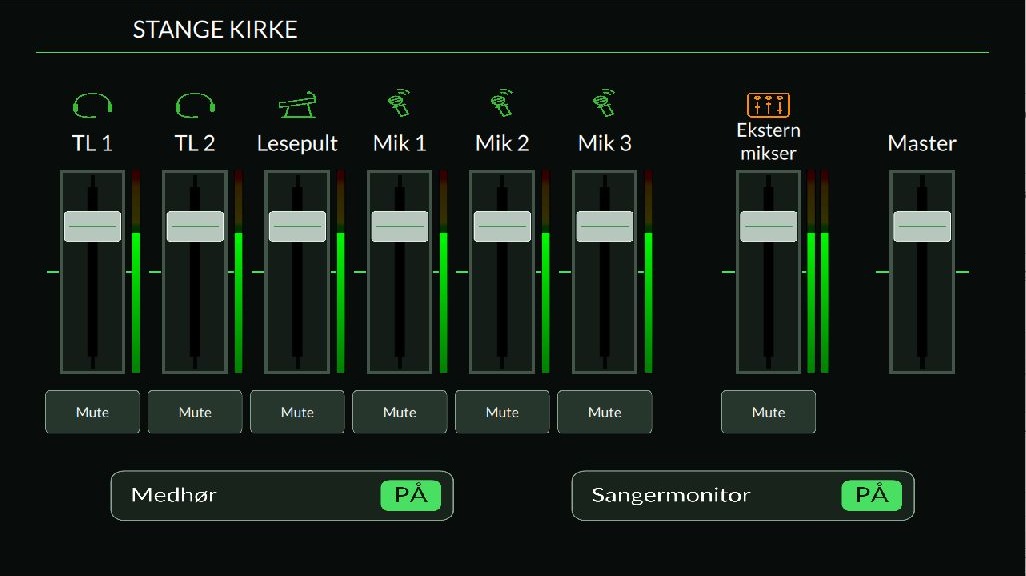 STANGE KIRKE
TL 1
TL 2
Lesepult
Mik 1
Mik 2
Mik 3
Ekstern
mikser
Master
Mute
Mute
Mute
Mute
Mute
Mute
Mute
Medhør
PÅ
Sangermonitor
PÅ